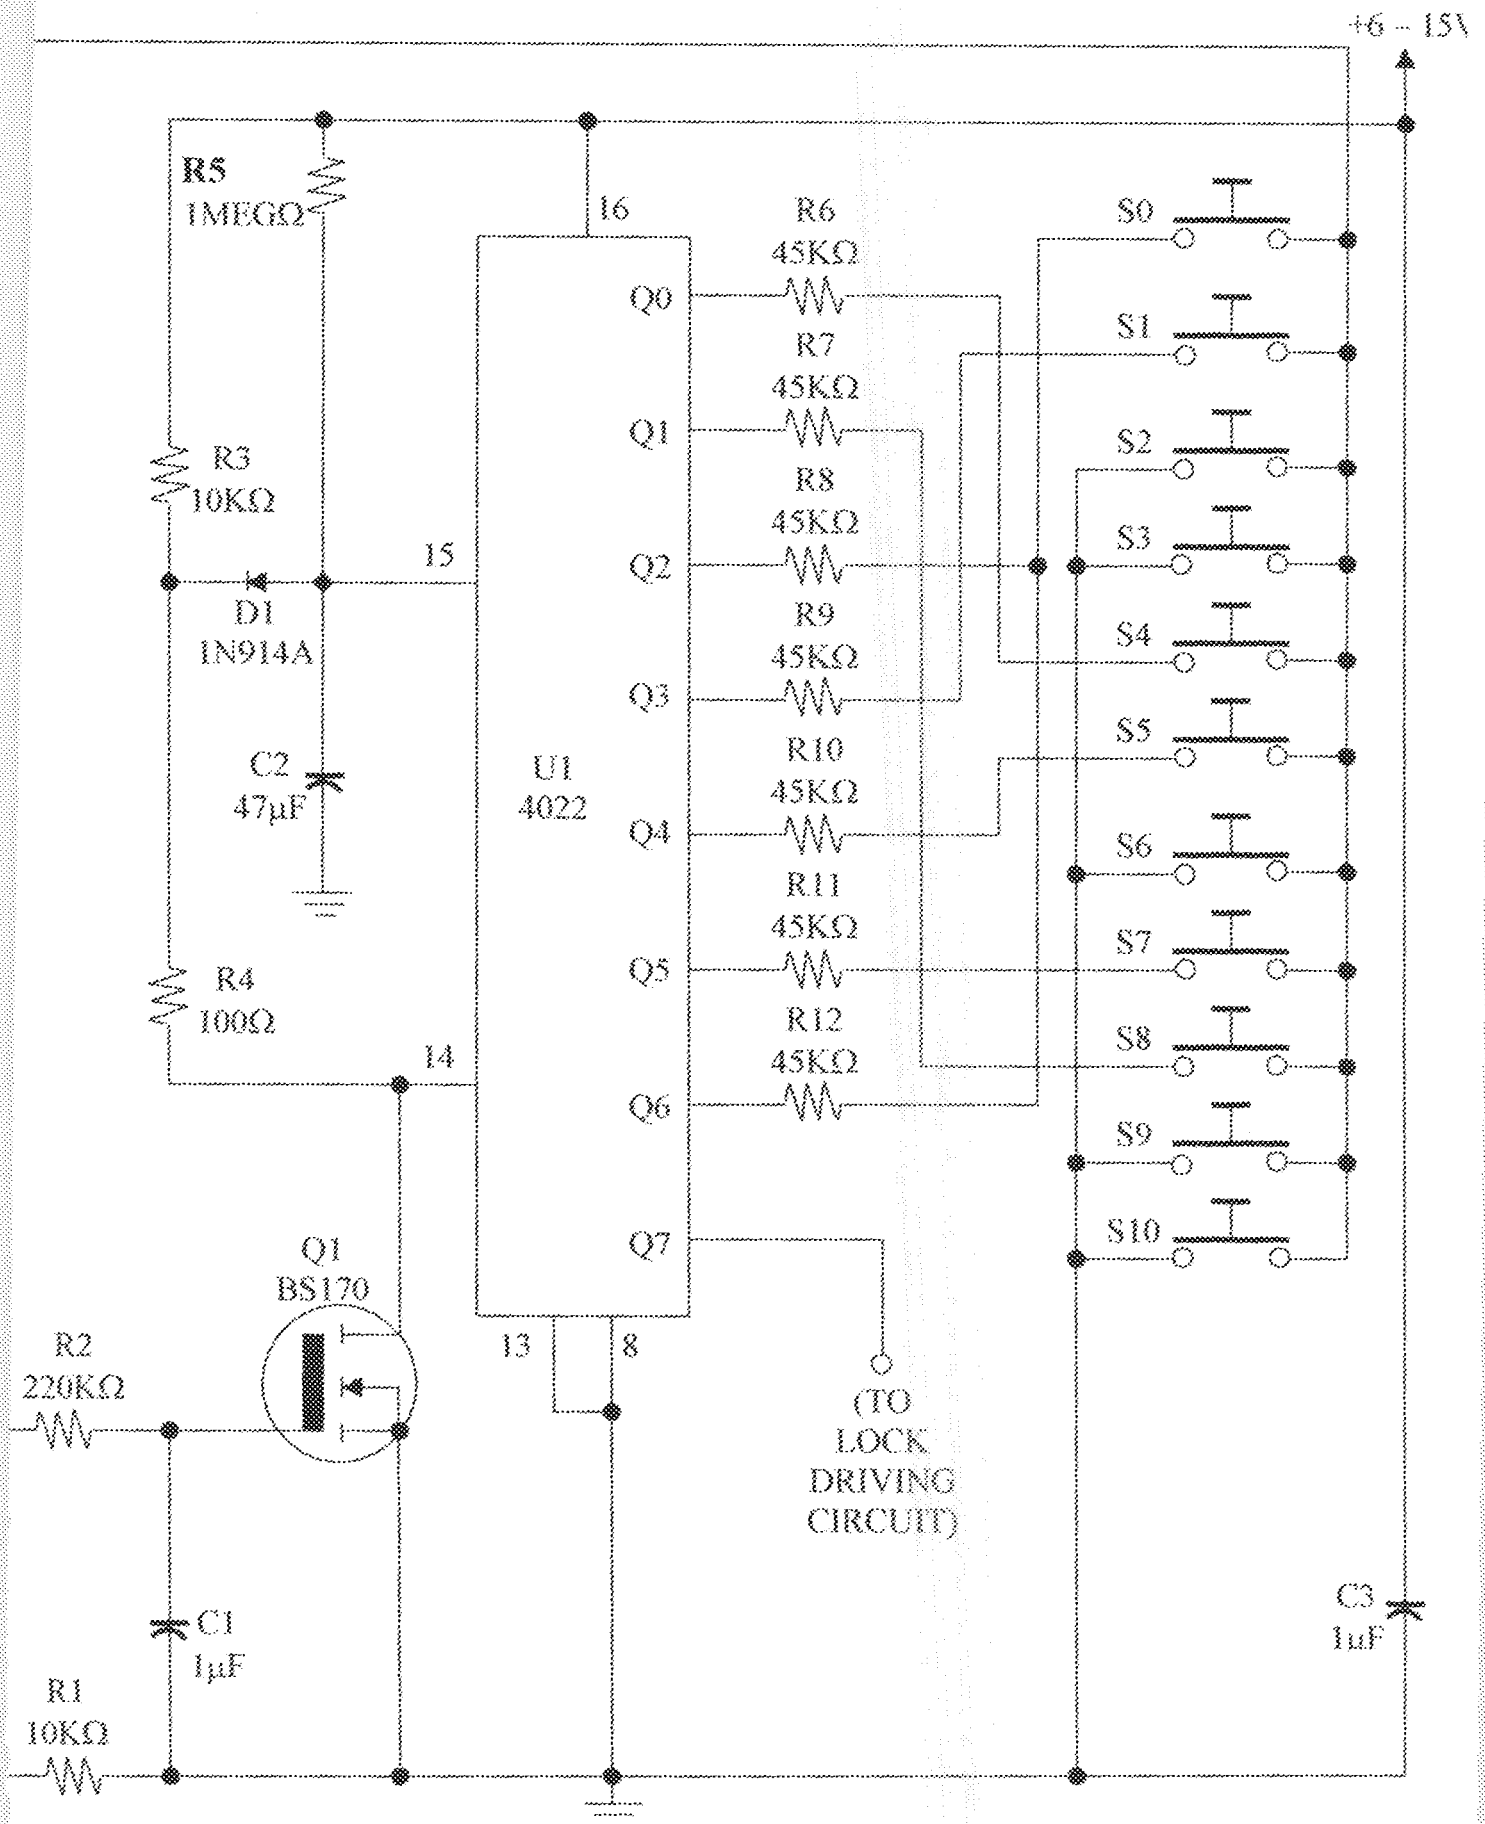 +6 – 15V
R5
1MEGΩ
16
R6
45KΩ
S0
Q0
R7
45KΩ
S1
Q1
R3
10KΩ
R8
45KΩ
S2
15
Q2
S3
D1
1N914A
R9
45KΩ
S4
Q3
C2
47µF
U1
4022
R10
45KΩ
S5
Q4
S6
R11
45KΩ
S7
Q5
R4
100Ω
R12
45KΩ
S8
14
Q6
S9
Q7
S10
Q1
BS170
R2
220KΩ
13
8
(TO
LOCK
DRIVING
CIRCUIT)
C1
1µF
C3
1uF
R1
10KΩ